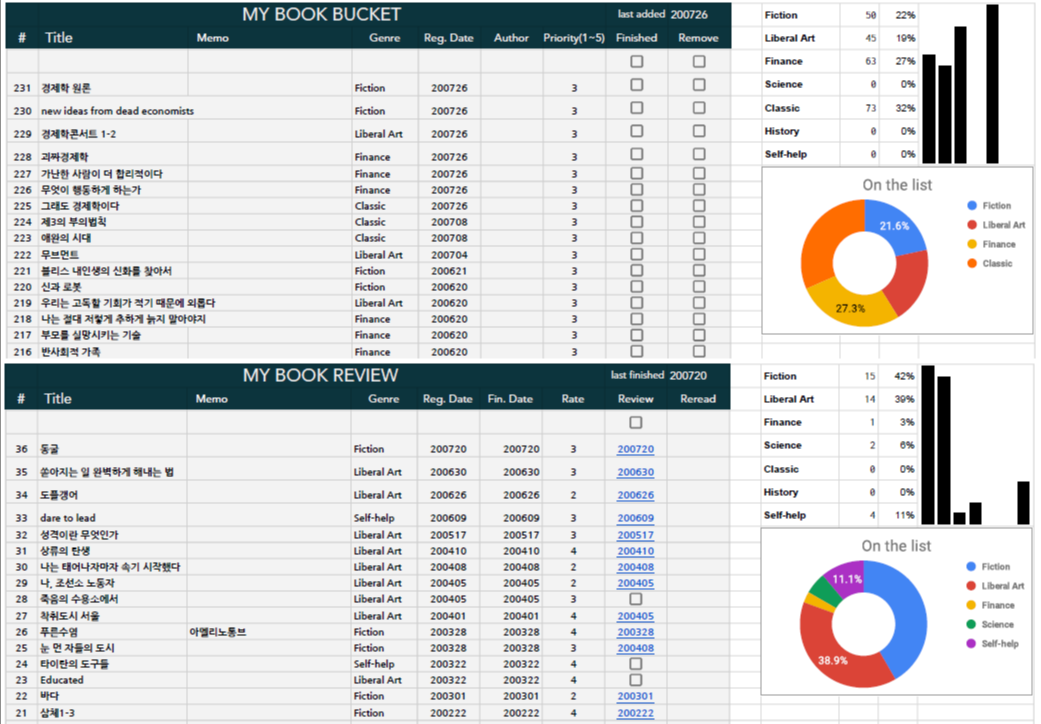 MY BOOK BUCKET last added 200726
# Title Memo Genre Reg. Date Author Priority(1~5) Finished Remove
231 경제학 원론 Fiction 200726 3
230 new ideas from dead economists Fiction 200726 3
229 경제학콘서트 1-2 Liberal Art 200726 3
228 괴짜경제학 Finance 200726 3
227 가난한 사람이 더 합리적이다 Finance 200726 3
226 무엇이 행동하게 하는가 Finance 200726 3
225 그래도 경제학이다 Classic 200726 3
224 제3의 부의법칙 Classic 200708 3
223 애완의 시대 Classic 200708 3
222 무브먼트 Liberal Art 200704 3
221 블리스 내인생의 신화를 찾아서 Fiction 200621 3
220 신과 로봇 Fiction 200620 3
219 우리는 고독할 기회가 적기 때문에 외롭다 Liberal Art 200620 3
218 나는 절대 저렇게 추하게 늙지 말아야지 Finance 200620 3
217 부모를 실망시키는 기술 Finance 200620 3
216 반사회적 가족 Finance 200620 3
Fiction 50 22%
Liberal Art 45 19%
Finance 63 27%
Science 0 0%
Classic 73 32%
History 0 0%
Self-help 0 0%
On the list
21.6%
27.3%
Fiction
Liberal Art
Finance
Classic
MY BOOK REVIEW last finished 200720
# Title Memo Genre Reg. Date Fin. Date Rate Review Reread
36 동굴 Fiction 200720 200720 3 200720
35 쏟아지는 일 완벽하게 해내는 법 Liberal Art 200630 200630 3 200630
34 도플갱어 Liberal Art 200626 200626 2 200626
33 dare to lead Self-help 200609 200609 3 200609
32 성격이란 무엇인가 Liberal Art 200517 200517 3 200517
31 상류의 탄생 Liberal Art 200410 200410 4 200410
30 나는 태어나자마자 속기 시작했다 Liberal Art 200408 200408 2 200408
29 나, 조선소 노동자 Liberal Art 200405 200405 2 200405
28 죽음의 수용소에서 Liberal Art 200405 200405 3
27 착취도시 서울 Liberal Art 200401 200401 4 200405
26 푸른수염 아멜리노통브 Fiction 200328 200328 4 200328
25 눈 먼 자들의 도시 Fiction 200328 200328 3 200408
24 타이탄의 도구들 Self-help 200322 200322 4
23 Educated Liberal Art 200322 200322 4
22 바다 Fiction 200301 200301 2 200301
21 삼체1-3 Fiction 200222 200222 4 200222
Fiction 15 42%
Liberal Art 14 39%
Finance 1 3%
Science 2 6%
Classic 0 0%
History 0 0%
Self-help 4 11%
On the list
11.1%
38.9%
Fiction
Liberal Art
Finance
Science
Self-help